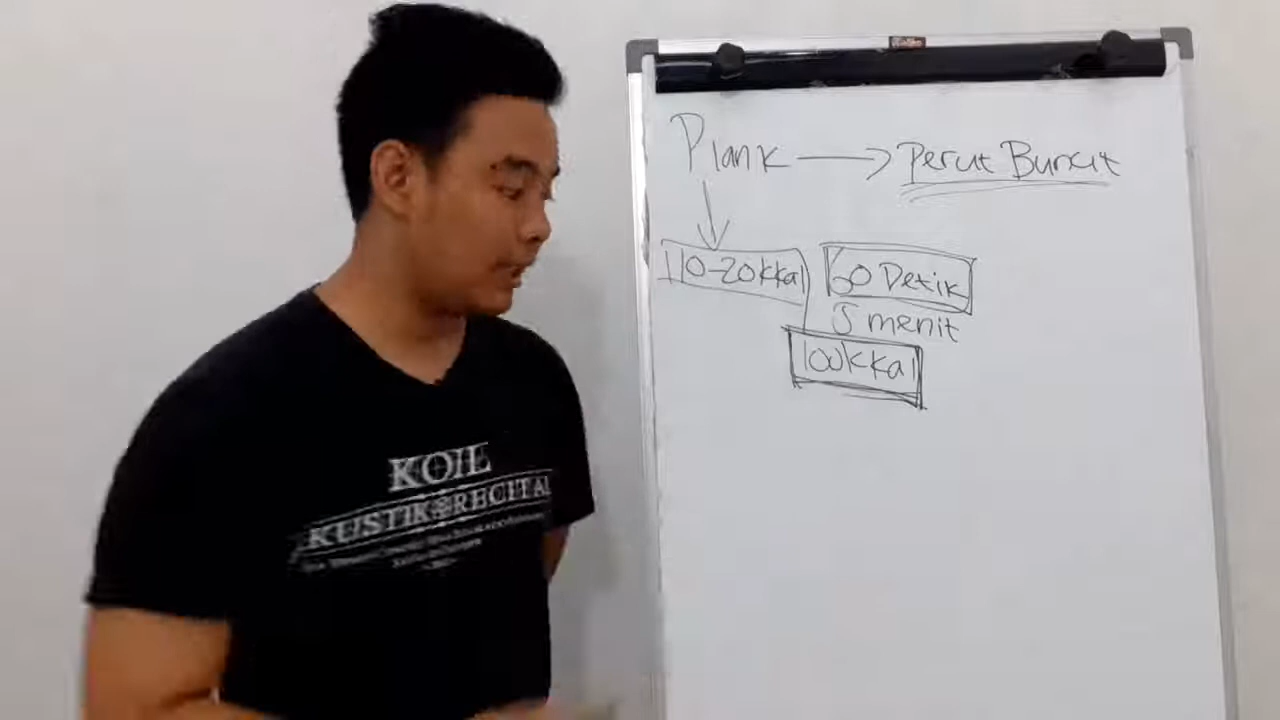 Plank → Perut Buncit
10-20kkal 60 Detik
5 menit
100kkal
KOIL
KUSTIK RECITAL